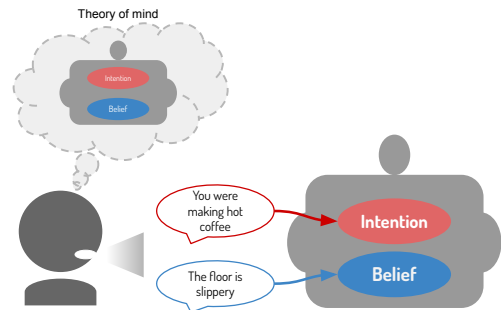 Theory of mind
Intention
Belief
You were
making hot
coffee
Intention
The floor is
slippery
Belief